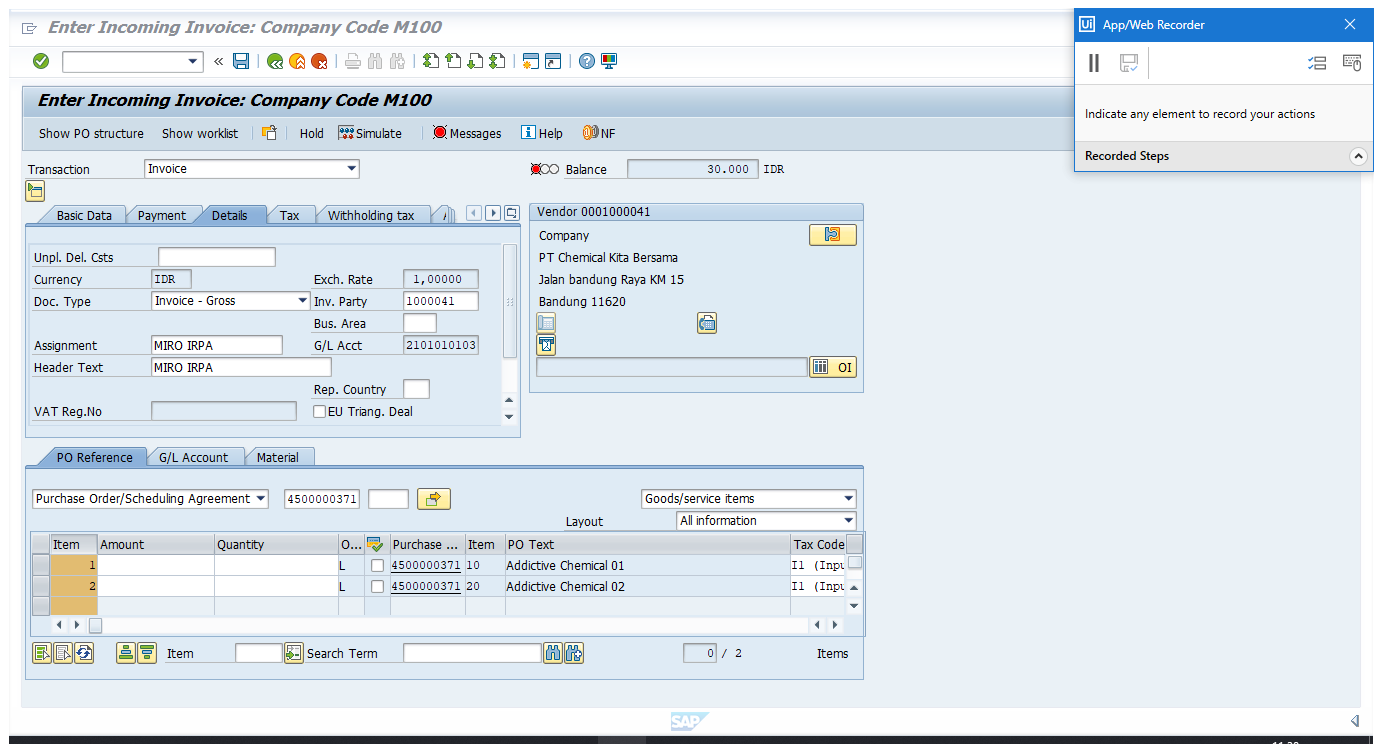 Enter Incoming Invoice: Company Code M100
Ui App/Web Recorder
Indicate any element to record your actions
Recorded Steps
Enter Incoming Invoice: Company Code M100
Show PO structure Show worklist Hold Simulate Messages Help NF
Transaction Invoice Balance 30.000 IDR
Basic Data Payment Details Tax Withholding tax
Vendor 0001000041
Company
PT Chemical Kita Bersama
Jalan bandung Raya KM 15
Bandung 11620
OI
Unpl. Del. Csts
Currency IDR Exch. Rate 1,00000
Doc. Type Invoice - Gross Inv. Party 1000041
Bus. Area
Assignment MIRO IRPA G/L Acct 2101010103
Header Text MIRO IRPA
Rep. Country
VAT Reg.No EU Triang. Deal
PO Reference G/L Account Material
Purchase Order/Scheduling Agreement 4500000371 Goods/service items
Layout All information
Item Amount Quantity O... Purchase ... Item PO Text Tax Code
1 L 4500000371 10 Addictive Chemical 01 I1 (Inpu
2 L 4500000371 20 Addictive Chemical 02 I1 (Inpu
Item Search Term 0 / 2 Items
SAP